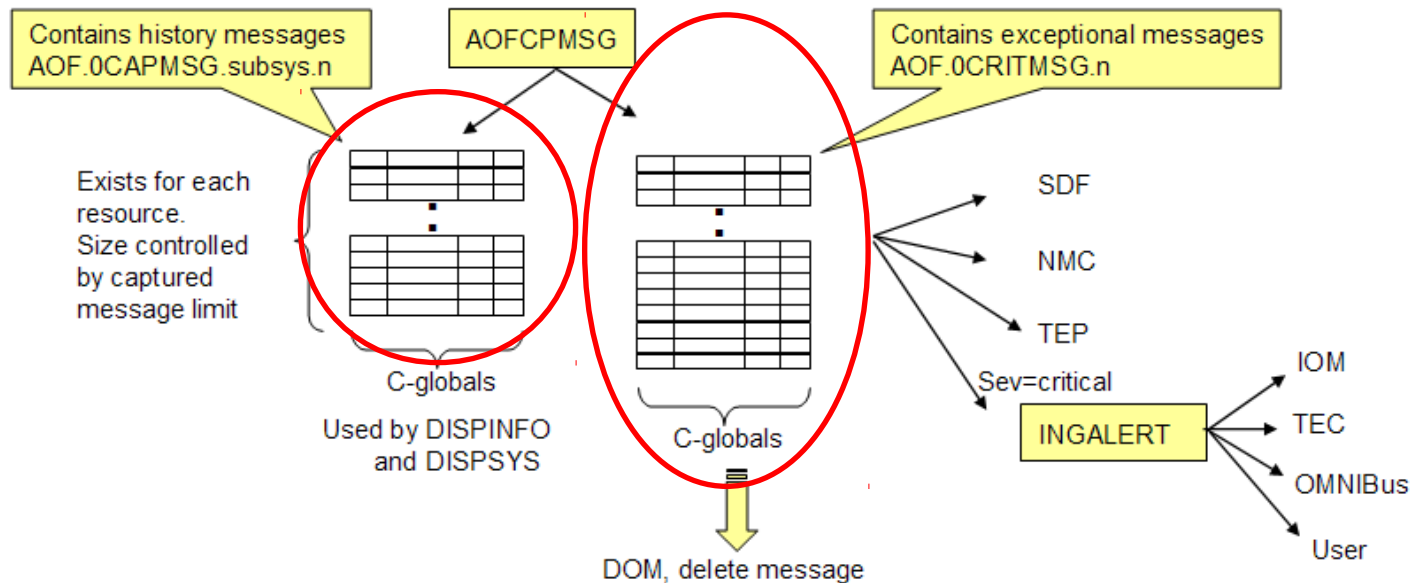 Contains history messages
AOF.0CAPMSG.subsys.n
AOFCPMSG
Contains exceptional messages
AOF.0CRITMSG.n
Exists for each
resource.
Size controlled
by captured
message limit
C-globals
Used by DISPINFO
and DISPSYS
C-globals
DOM, delete message
SDF
NMC
TEP
Sev=critical
INGALERT
IOM
TEC
OMNIBus
User